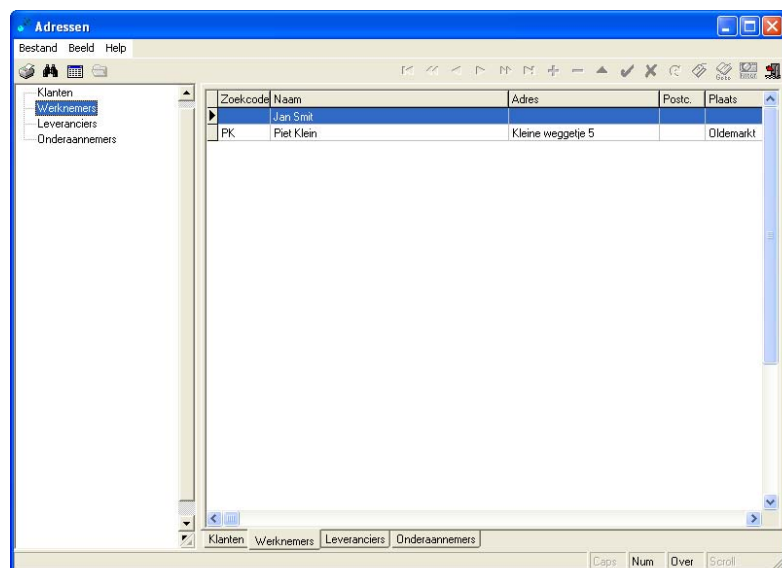 Adressen
Bestand Beeld Help
Klanten
Werknemers
Leveranciers
Onderaannemers
Zoekcode Naam Adres Postc. Plaats
Jan Smit
PK Piet Klein Kleine weggetje 5 Oldemarkt
Klanten Werknemers Leveranciers Onderaannemers
Caps Num Over Scroll